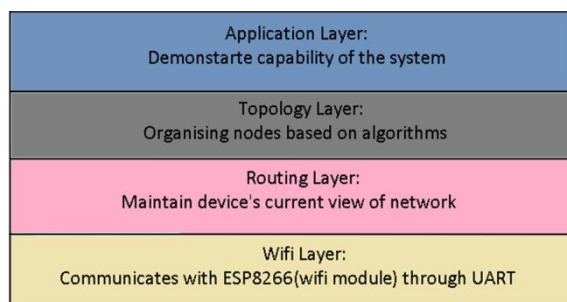 Application Layer:
Demonstarte capability of the system
Topology Layer:
Organising nodes based on algorithms
Routing Layer:
Maintain device's current view of network
Wifi Layer:
Communicates with ESP8266(wifi module) through UART